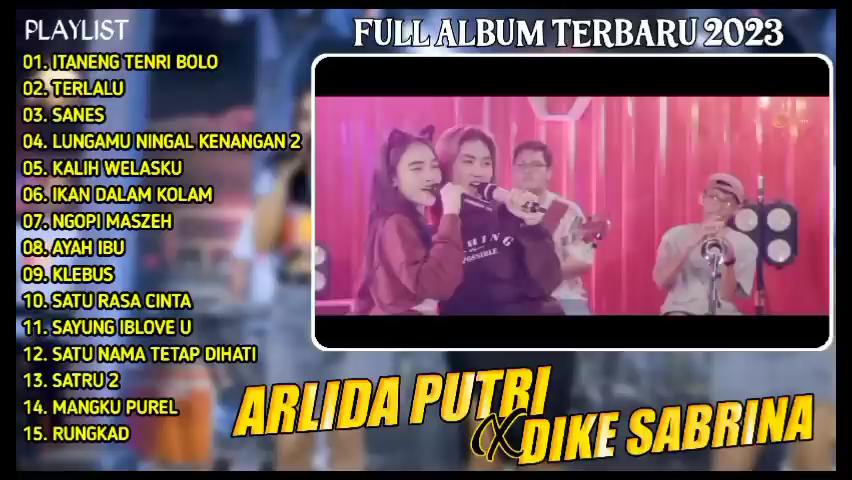 PLAYLIST
FULL ALBUM TERBARU 2023
01. ITANENG TENRI BOLO
02. TERLALU
03. SANES
04. LUNGAMU NINGAL KENANGAN 2
05. KALIH WELASKU
06. IKAN DALAM KOLAM
07. NGOPI MASZEH
08. AYAH IBU
09. KLEBUS
10. SATU RASA CINTA
11. SAYUNG IBLOVE U
12. SATU NAMA TETAP DIHATI
13. SATRU 2
14. MANGKU PUREL
15. RUNGKAD
ARLIDA PUTRI
X DIKE SABRINA